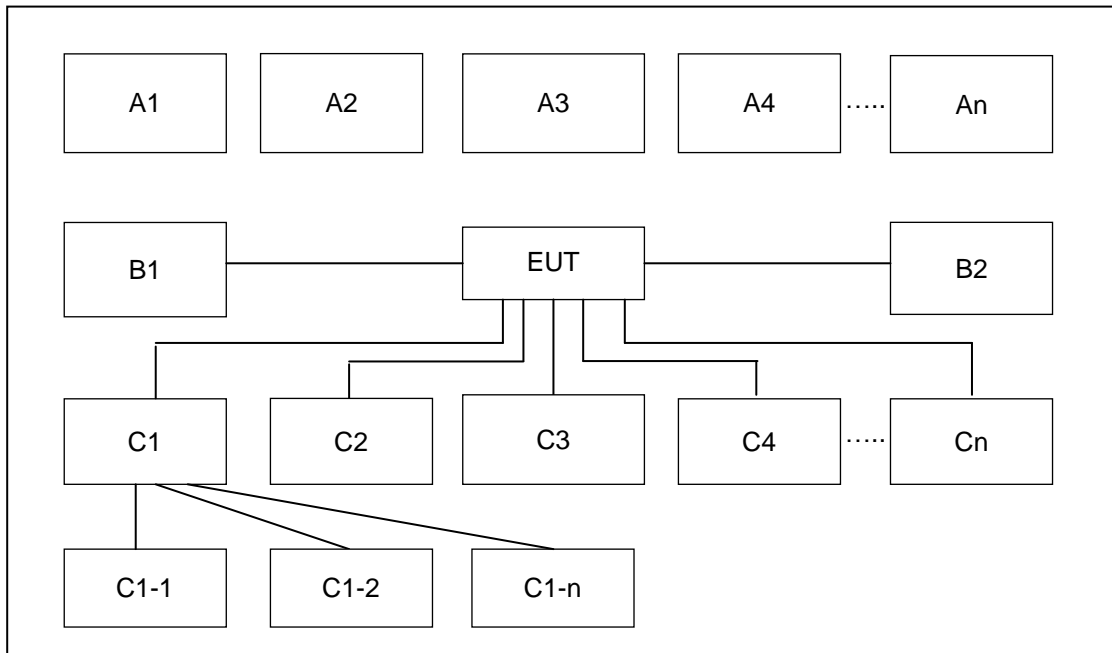 A1 A2 A3 A4 ..... An
B1 EUT B2
C1 C2 C3 C4 ..... Cn
C1-1 C1-2 C1-n